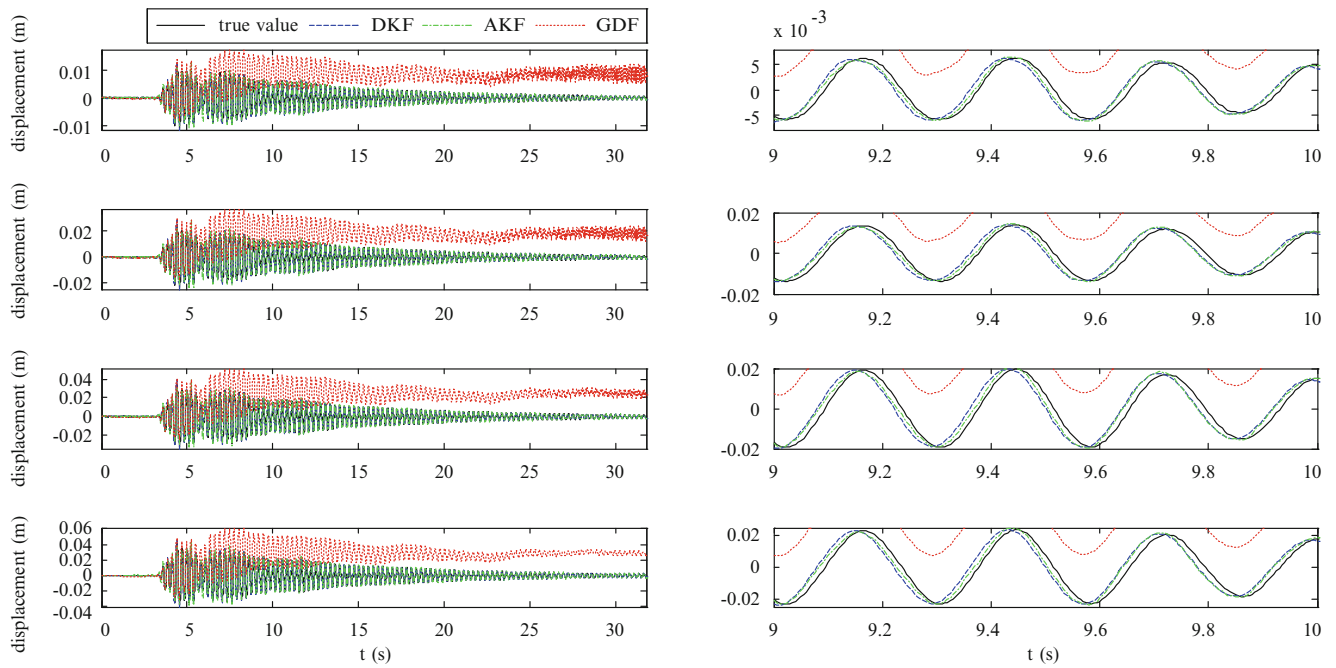 true value DKF AKF GDF
displacement (m)
0.01
0
-0.01
0 5 10 15 20 25 30
x 10 -3
5
0
-5
9 9.2 9.4 9.6 9.8 10
displacement (m)
0.02
0
-0.02
0 5 10 15 20 25 30
0.02
0
-0.02
9 9.2 9.4 9.6 9.8 10
displacement (m)
0.04
0.02
0
-0.02
0 5 10 15 20 25 30
0.02
0
-0.02
9 9.2 9.4 9.6 9.8 10
displacement (m)
0.06
0.04
0.02
0
-0.02
-0.04
0 5 10 15 20 25 30
t (s)
0.02
0
-0.02
9 9.2 9.4 9.6 9.8 10
t (s)